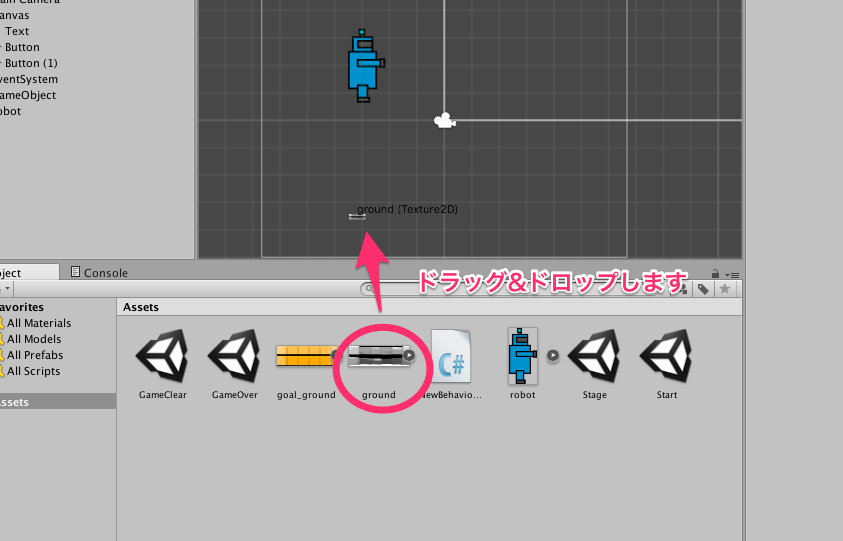 ain Camera
anvas
Text
Button
Button (1)
ventSystem
ameObject
obot
ground (Texture2D)
ドラッグ&ドロップします
ject
Console
avorites
All Materials
All Models
All Prefabs
All Scripts
ssets
Assets
GameClear
GameOver
goal_ground
ground
NewBehavio...
robot
Stage
Start
C#